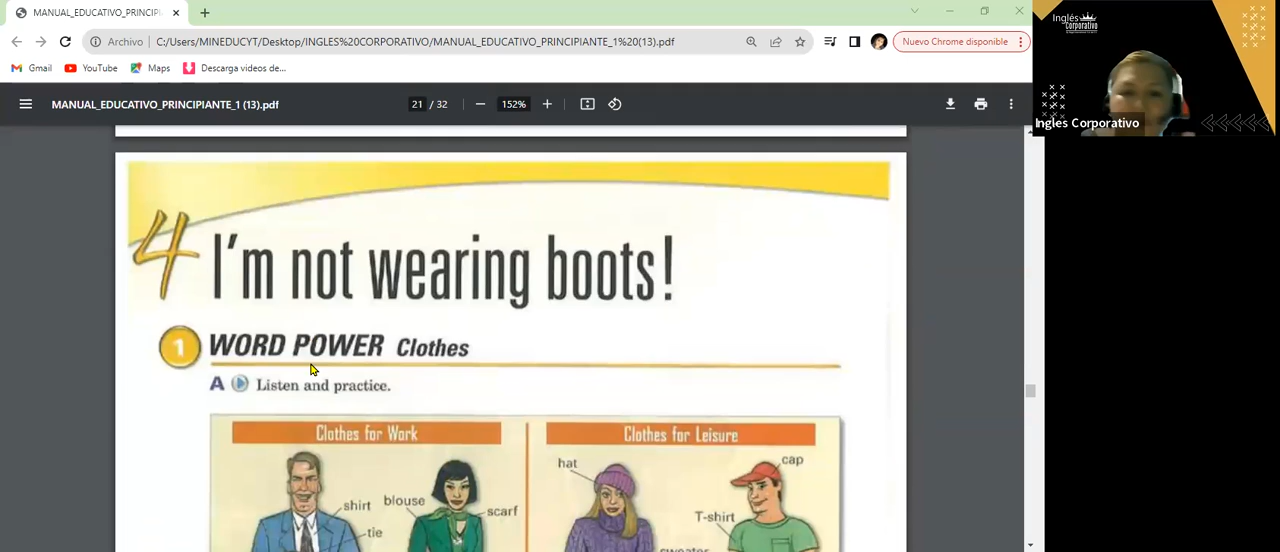 MANUAL_EDUCATIVO_PRINCIPI
Archivo
C:/Users/MINEDUCYT/Desktop/INGLES%20CORPORATIVO/MANUAL_EDUCATIVO_PRINCIPIANTE_1%20(13).pdf
Nuevo Chrome disponible
Gmail
YouTube
Maps
Descarga videos de...
MANUAL_EDUCATIVO_PRINCIPIANTE_1 (13).pdf
21 / 32
152%
Inglés
Corporativo
Ingles Corporativo
4 I'm not wearing boots!
1 WORD POWER Clothes
A Listen and practice.
Clothes for Work
Clothes for Leisure
hat
cap
shirt
blouse
scarf
T-shirt
tie
sweater